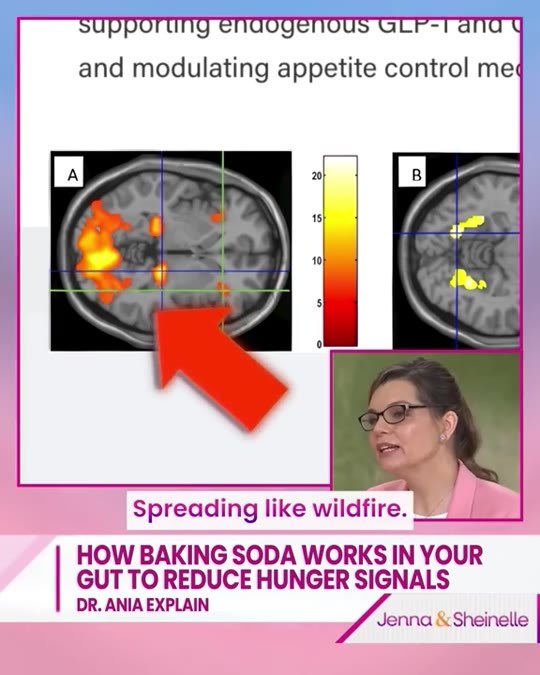 supporting endogenous GLP-1 and
and modulating appetite control
A
B
20
15
10
5
0
Spreading like wildfire.
HOW BAKING SODA WORKS IN YOUR
GUT TO REDUCE HUNGER SIGNALS
DR. ANIA EXPLAIN
Jenna & Sheinelle